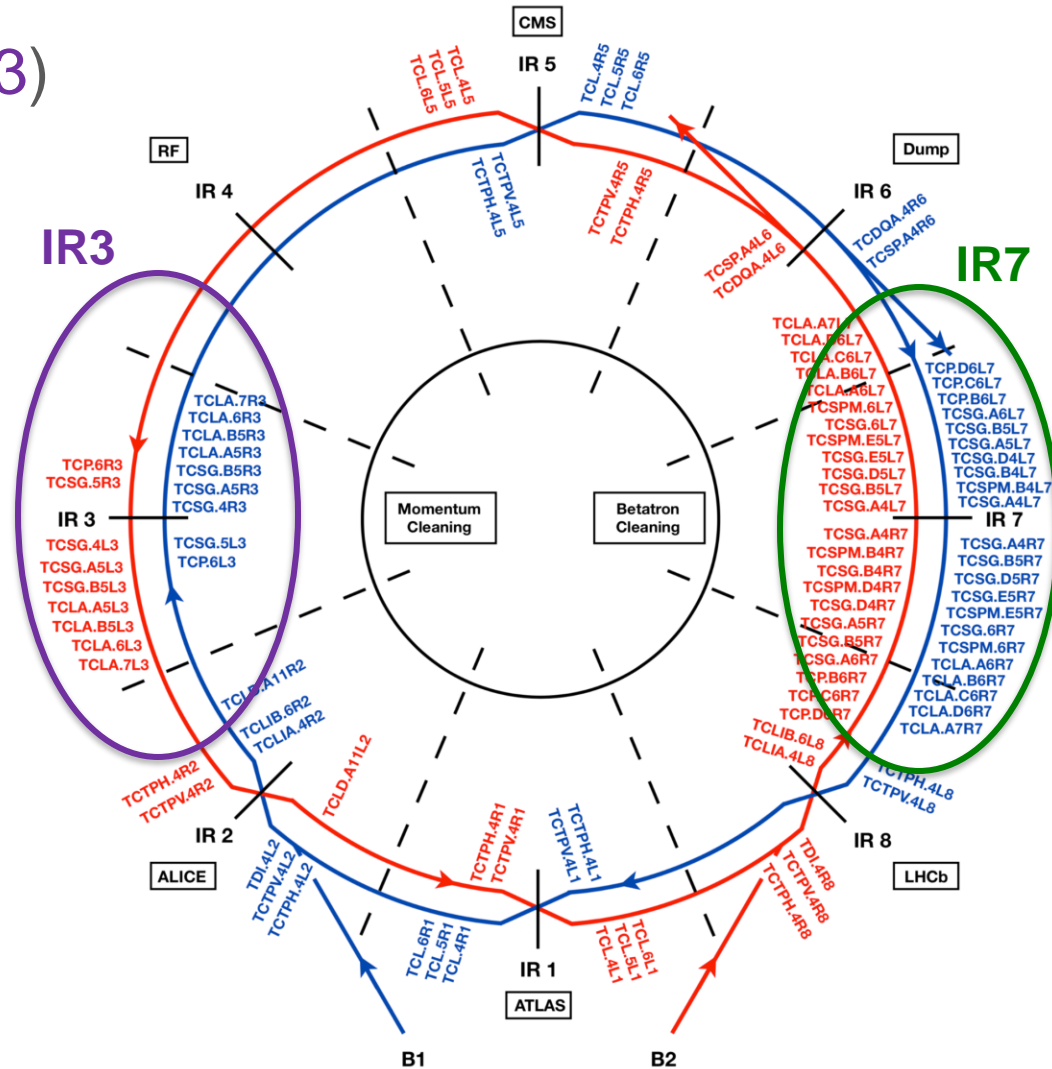 3)
CMS
IR 5
TCL.6L5
TCL.5L5
TCL.4L5
TCL.4R5
TCL.5R5
TCL.6R5
RF
IR 4
Dump
IR 6
TCTPH.4L5
TCTPV.4L5
TCTPV.4R5
TCTPH.4R5
TCSP.A4L6
TCDQA.4L6
TCDQA.4R6
TCSP.A4R6
IR3
IR7
TCLA.7R3
TCLA.6R3
TCLA.B5R3
TCLA.A5R3
TCSG.B5R3
TCSG.A5R3
TCSG.4R3
TCP.6R3
TCSG.5R3
IR 3
TCSG.4L3
TCSG.A5L3
TCSG.B5L3
TCLA.A5L3
TCLA.B5L3
TCLA.6L3
TCLA.7L3
TCSG.5L3
TCP.6L3
Momentum
Cleaning
Betatron
Cleaning
TCLA.A7L7
TCLA.D6L7
TCLA.C6L7
TCLA.B6L7
TCLA.A6L7
TCSPM.6L7
TCSG.6L7
TCSPM.E5L7
TCSG.E5L7
TCSG.D5L7
TCSG.B5L7
TCSG.A4L7
TCSG.A4R7
TCSPM.B4R7
TCSG.B4R7
TCSPM.D4R7
TCSG.D4R7
TCSG.A5R7
TCSG.B5R7
TCSG.A6R7
TCP.B6R7
TCP.C6R7
TCP.D6R7
TCP.D6L7
TCP.C6L7
TCP.B6L7
TCSG.A6L7
TCSG.B5L7
TCSG.A5L7
TCSG.D4L7
TCSG.B4L7
TCSPM.B4L7
TCSG.A4L7
IR 7
TCSG.A4R7
TCSG.B5R7
TCSG.D5R7
TCSG.E5R7
TCSPM.E5R7
TCSG.6R7
TCSPM.6R7
TCLA.A6R7
TCLA.B6R7
TCLA.C6R7
TCLA.D6R7
TCLA.A7R7
TCLD.A11R2
TCLIB.6R2
TCLIA.4R2
TCTPH.4R2
TCTPV.4R2
TCLD.A11L2
IR 2
ALICE
TDI.4L2
TCTPV.4L2
TCTPH.4L2
TCTPH.4R1
TCTPV.4R1
TCTPH.4L1
TCTPV.4L1
TCLIB.6L8
TCLIA.4L8
TCTPH.4L8
TCTPV.4L8
IR 8
LHCb
TDI.4R8
TCTPV.4R8
TCTPH.4R8
TCL.6R1
TCL.5R1
TCL.4R1
TCL.6L1
TCL.5L1
TCL.4L1
IR 1
ATLAS
B1
B2